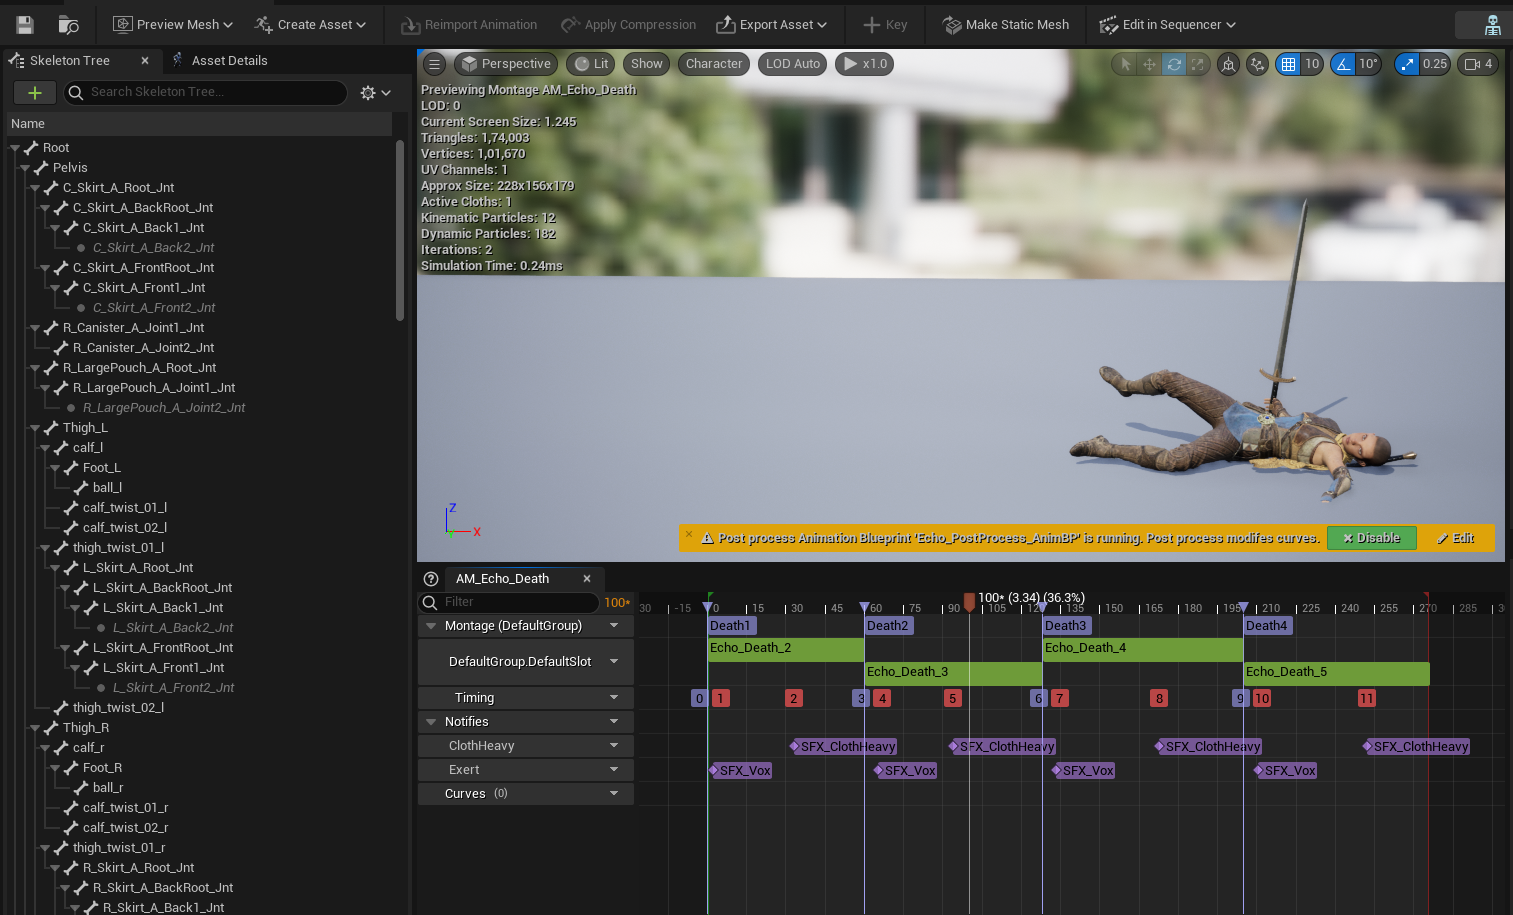 Preview Mesh
Create Asset
Reimport Animation
Apply Compression
Export Asset
Key
Make Static Mesh
Edit in Sequencer
Skeleton Tree
Asset Details
Search Skeleton Tree...
Name
Root
Pelvis
C_Skirt_A_Root_Jnt
C_Skirt_A_BackRoot_Jnt
C_Skirt_A_Back1_Jnt
C_Skirt_A_Back2_Jnt
C_Skirt_A_FrontRoot_Jnt
C_Skirt_A_Front1_Jnt
C_Skirt_A_Front2_Jnt
R_Canister_A_Joint1_Jnt
R_Canister_A_Joint2_Jnt
R_LargePouch_A_Root_Jnt
R_LargePouch_A_Joint1_Jnt
R_LargePouch_A_Joint2_Jnt
Thigh_L
calf_l
Foot_L
ball_l
calf_twist_01_l
calf_twist_02_l
thigh_twist_01_l
L_Skirt_A_Root_Jnt
L_Skirt_A_BackRoot_Jnt
L_Skirt_A_Back1_Jnt
L_Skirt_A_Back2_Jnt
L_Skirt_A_FrontRoot_Jnt
L_Skirt_A_Front1_Jnt
L_Skirt_A_Front2_Jnt
thigh_twist_02_l
Thigh_R
calf_r
Foot_R
ball_r
calf_twist_01_r
calf_twist_02_r
thigh_twist_01_r
R_Skirt_A_Root_Jnt
R_Skirt_A_BackRoot_Jnt
R_Skirt_A_Back1_Jnt
Perspective
Lit
Show
Character
LOD Auto
x1.0
10
10°
0.25
4
Previewing Montage AM_Echo_Death
LOD: 0
Current Screen Size: 1.245
Triangles: 1,74,003
Vertices: 1,01,670
UV Channels: 1
Approx Size: 228x156x179
Active Cloths: 1
Kinematic Particles: 12
Dynamic Particles: 182
Iterations: 2
Simulation Time: 0.24ms
Z
X
Post process Animation Blueprint 'Echo_PostProcess_AnimBP' is running. Post process modifes curves.
Disable
Edit
AM_Echo_Death
Filter
100*
100* (3.34) (36.3%)
30 -15 0 15 30 45 60 75 90 105 12 135 150 165 180 195 210 225 240 255 270 285 3
Montage (DefaultGroup)
Death1 Death2 Death3 Death4
DefaultGroup.DefaultSlot
Echo_Death_2 Echo_Death_4
Echo_Death_3 Echo_Death_5
Timing
0 1 2 3 4 5 6 7 8 9 10 11
Notifies
ClothHeavy
SFX_ClothHeavy SFX_ClothHeavy SFX_ClothHeavy SFX_ClothHeavy
Exert
SFX_Vox SFX_Vox SFX_Vox SFX_Vox
Curves (0)